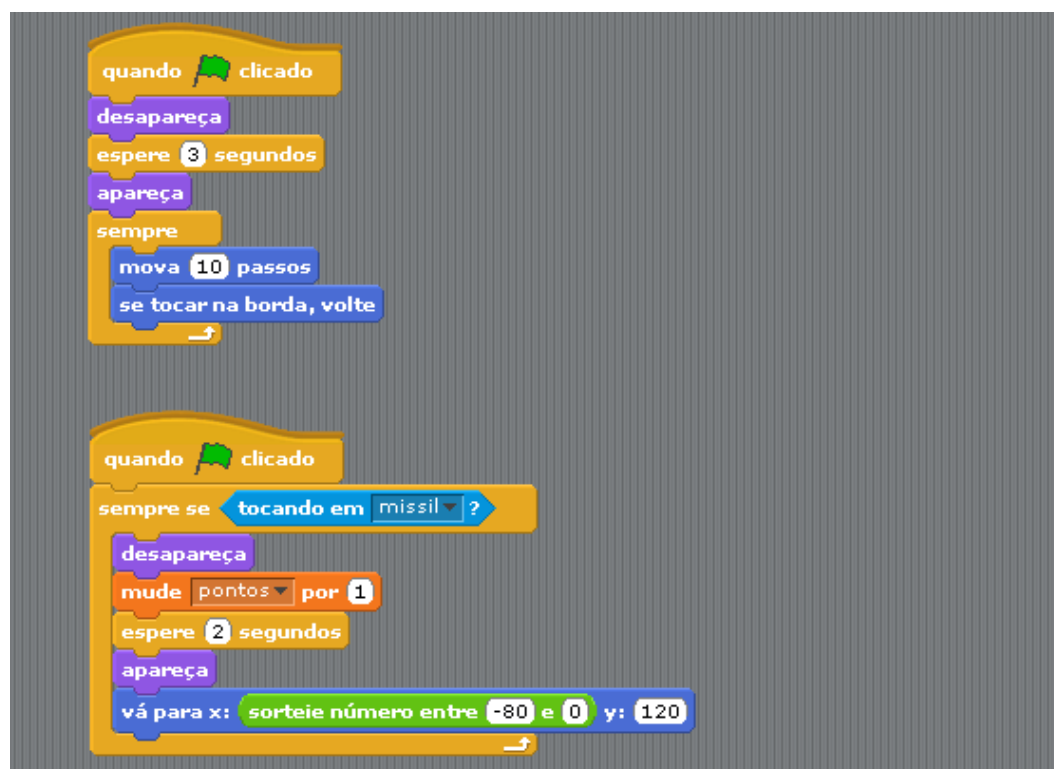 quando clicado
desapareça
espere 3 segundos
apareça
sempre
mova 10 passos
se tocar na borda, volte
quando clicado
sempre se tocando em missil ?
desapareça
mude pontos por 1
espere 2 segundos
apareça
vá para x: sorteie número entre -80 e 0 y: 120